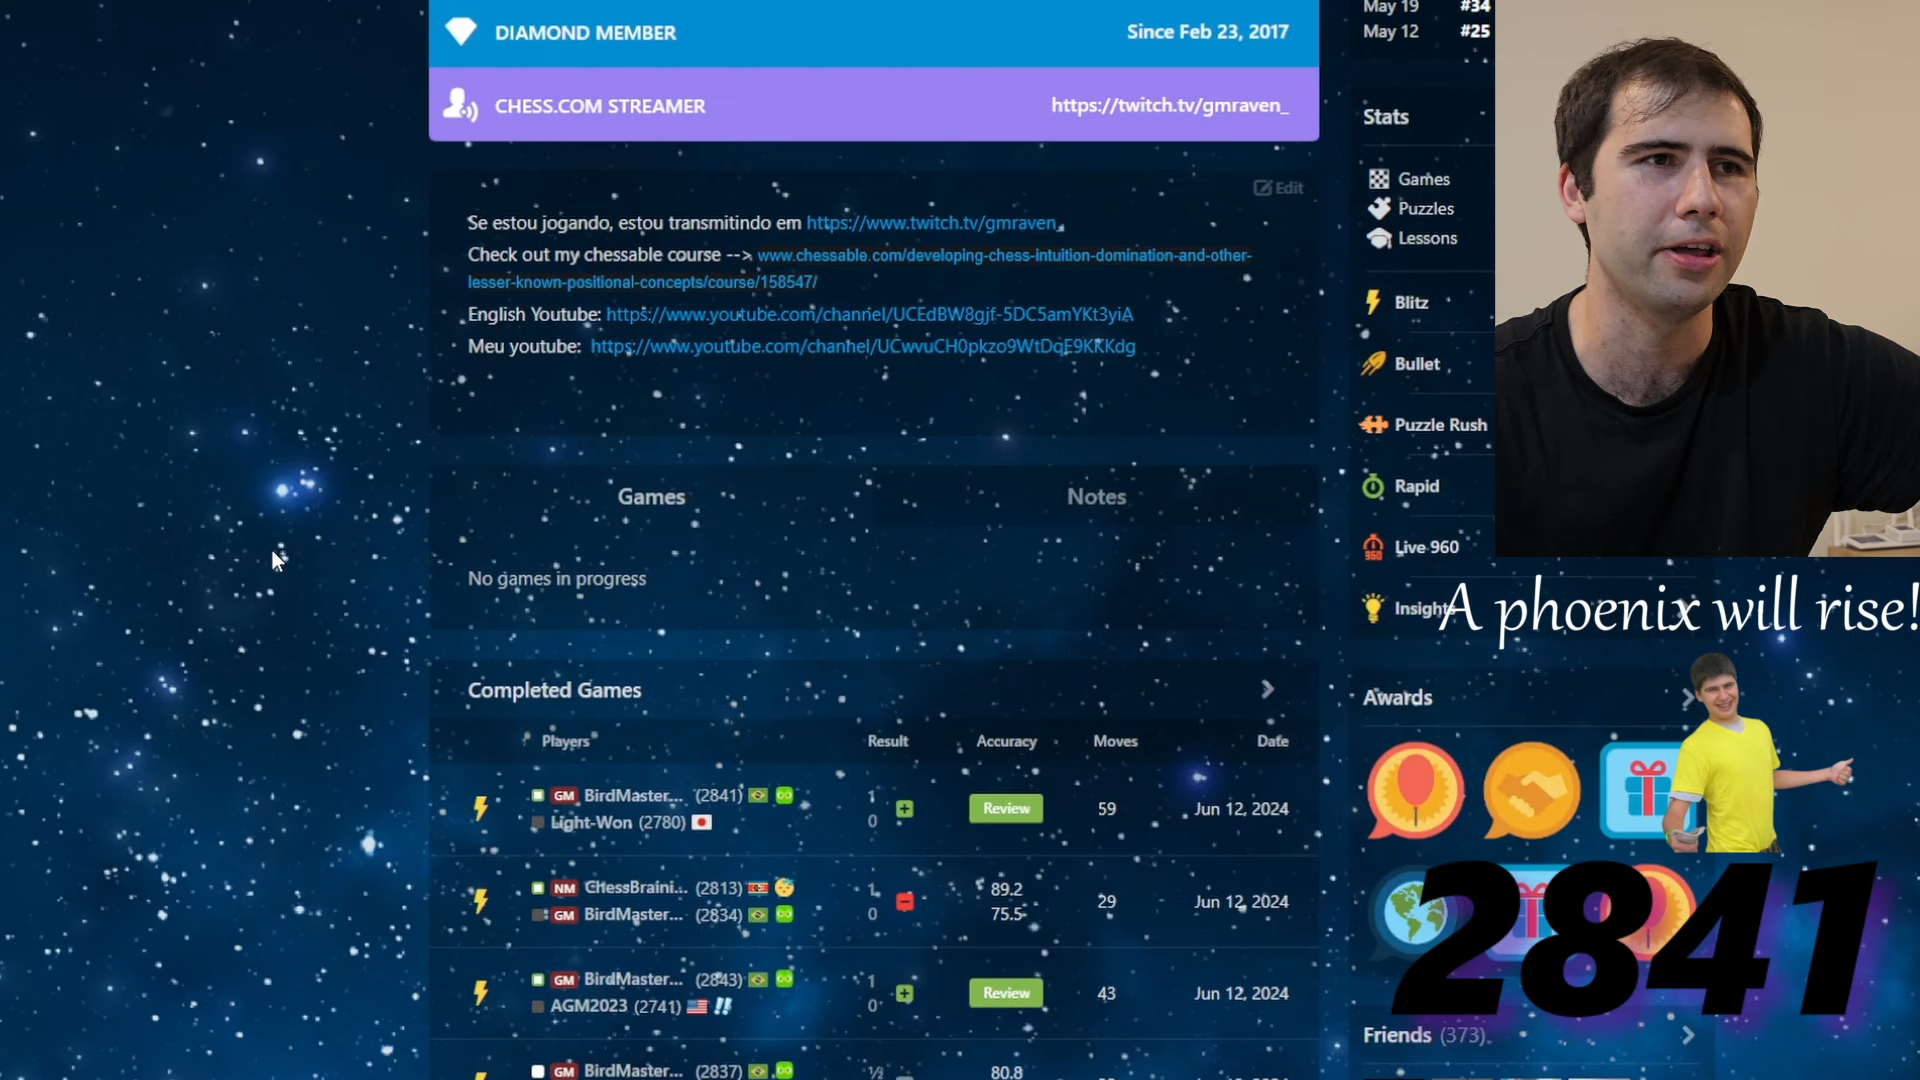 DIAMOND MEMBER Since Feb 23, 2017
CHESS.COM STREAMER https://twitch.tv/gmraven_
Edit
Se estou jogando, estou transmitindo em https://www.twitch.tv/gmraven_
Check out my chessable course --> www.chessable.com/developing-chess-intuition-domination-and-other-
lesser-known-positional-concepts/course/158547/
English Youtube: https://www.youtube.com/channel/UCEdBW8gjf-5DC5amYKt3yiA
Meu youtube: https://www.youtube.com/channel/UCwvuCH0pkzo9WtDqE9KKKdg
Games Notes
No games in progress
Completed Games
Players Result Accuracy Moves Date
GM BirdMaster... (2841) 1
Light-Won (2780) 0
Review 59 Jun 12, 2024
NM ChessBraini... (2813) 1 89.2
GM BirdMaster... (2834) 0 75.5
29 Jun 12, 2024
GM BirdMaster... (2843) 1
AGM2023 (2741) 0
Review 43 Jun 12, 2024
GM BirdMaster... (2837) ½ 80.8
May 19 #34
May 12 #25
Stats
Games
Puzzles
Lessons
Blitz
Bullet
Puzzle Rush
Rapid
960 Live 960
Insights
A phoenix will rise!
Awards
2841
Friends (373)